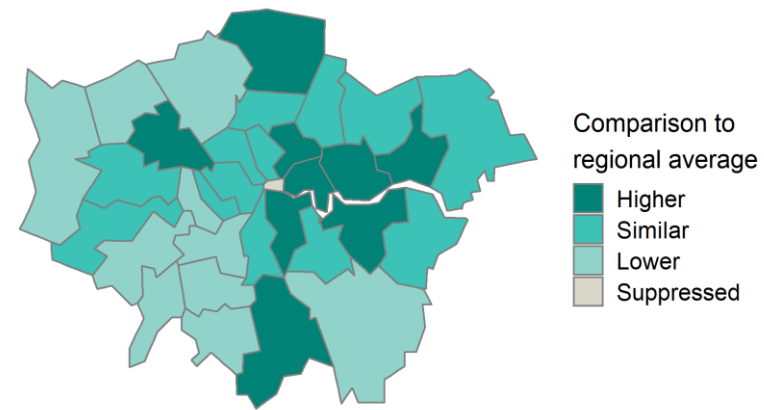 Comparison to
regional average
Higher
Similar
Lower
Suppressed